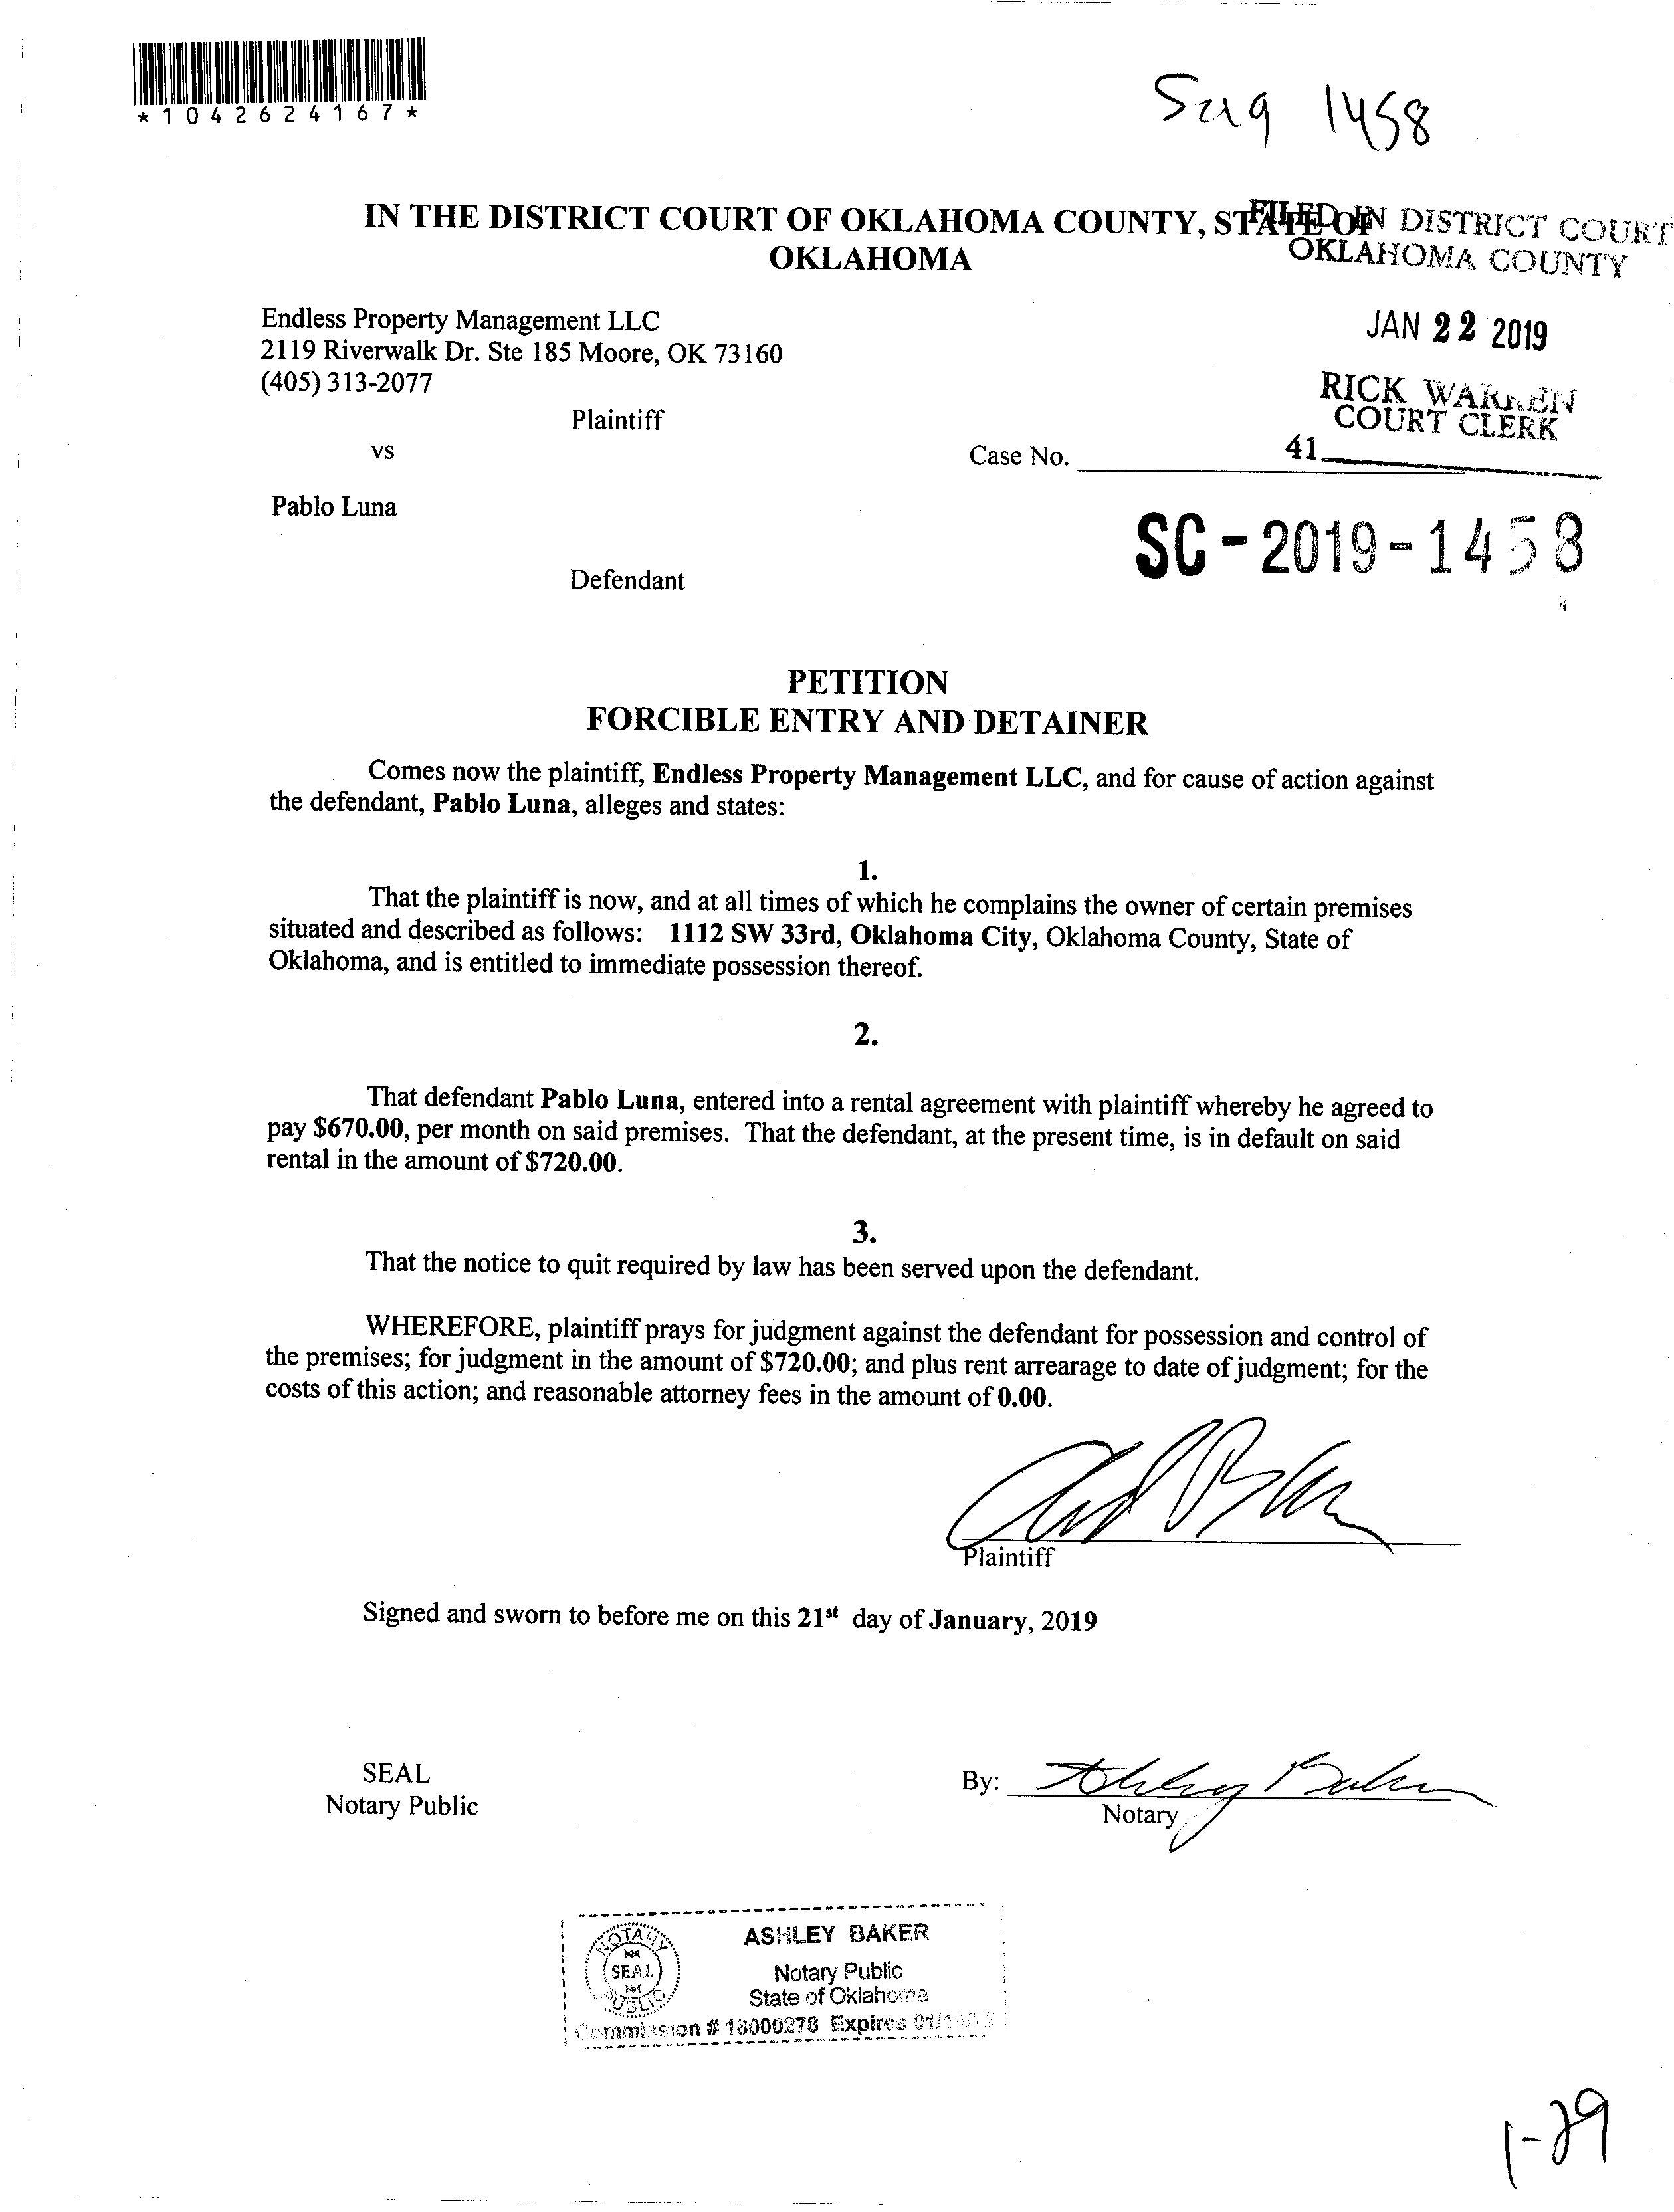 *1042624167*
1458
IN THE DISTRICT COURT OF OKLAHOMA COUNTY, STATE OF
OKLAHOMA
FILED IN DISTRICT COURT
OKLAHOMA COUNTY
JAN 22 2019
RICK WARREN
COURT CLERK
41
Endless Property Management LLC
2119 Riverwalk Dr. Ste 185 Moore, OK 73160
(405) 313-2077
Plaintiff
vs
Case No.
Pablo Luna
SC-2019-1458
Defendant
PETITION
FORCIBLE ENTRY AND DETAINER
Comes now the plaintiff, Endless Property Management LLC, and for cause of action against
the defendant, Pablo Luna, alleges and states:
1.
That the plaintiff is now, and at all times of which he complains the owner of certain premises
situated and described as follows: 1112 SW 33rd, Oklahoma City, Oklahoma County, State of
Oklahoma, and is entitled to immediate possession thereof.
2.
That defendant Pablo Luna, entered into a rental agreement with plaintiff whereby he agreed to
pay $670.00, per month on said premises. That the defendant, at the present time, is in default on said
rental in the amount of $720.00.
3.
That the notice to quit required by law has been served upon the defendant.
WHEREFORE, plaintiff prays for judgment against the defendant for possession and control of
the premises; for judgment in the amount of $720.00; and plus rent arrearage to date of judgment; for the
costs of this action; and reasonable attorney fees in the amount of 0.00.
Plaintiff
Signed and sworn to before me on this 21st day of January, 2019
SEAL
Notary Public
By: Ashley Baker
Notary
NOTARY
SEAL
PUBLIC
ASHLEY BAKER
Notary Public
State of Oklahoma
Commission # 18000278 Expires
1-29